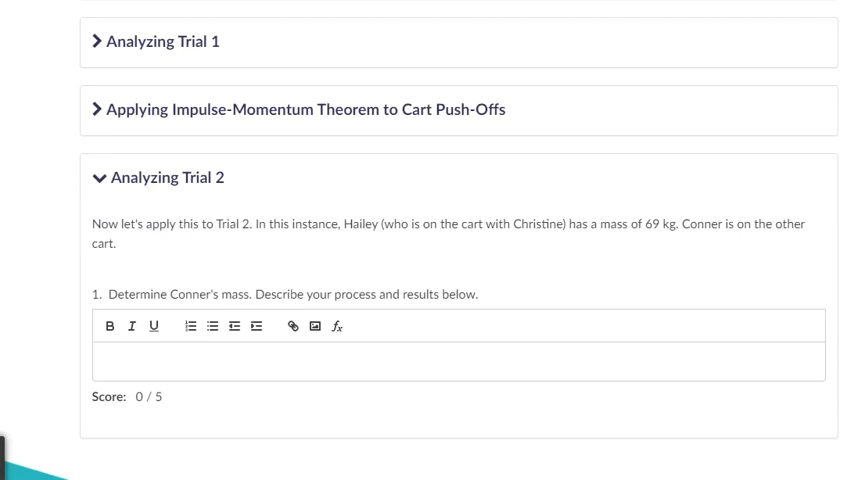 Analyzing Trial 1
Applying Impulse-Momentum Theorem to Cart Push-Offs
Analyzing Trial 2
Now let's apply this to Trial 2. In this instance, Hailey (who is on the cart with Christine) has a mass of 69 kg. Conner is on the other
cart.
1. Determine Conner's mass. Describe your process and results below.
B I U fx
Score: 0 / 5